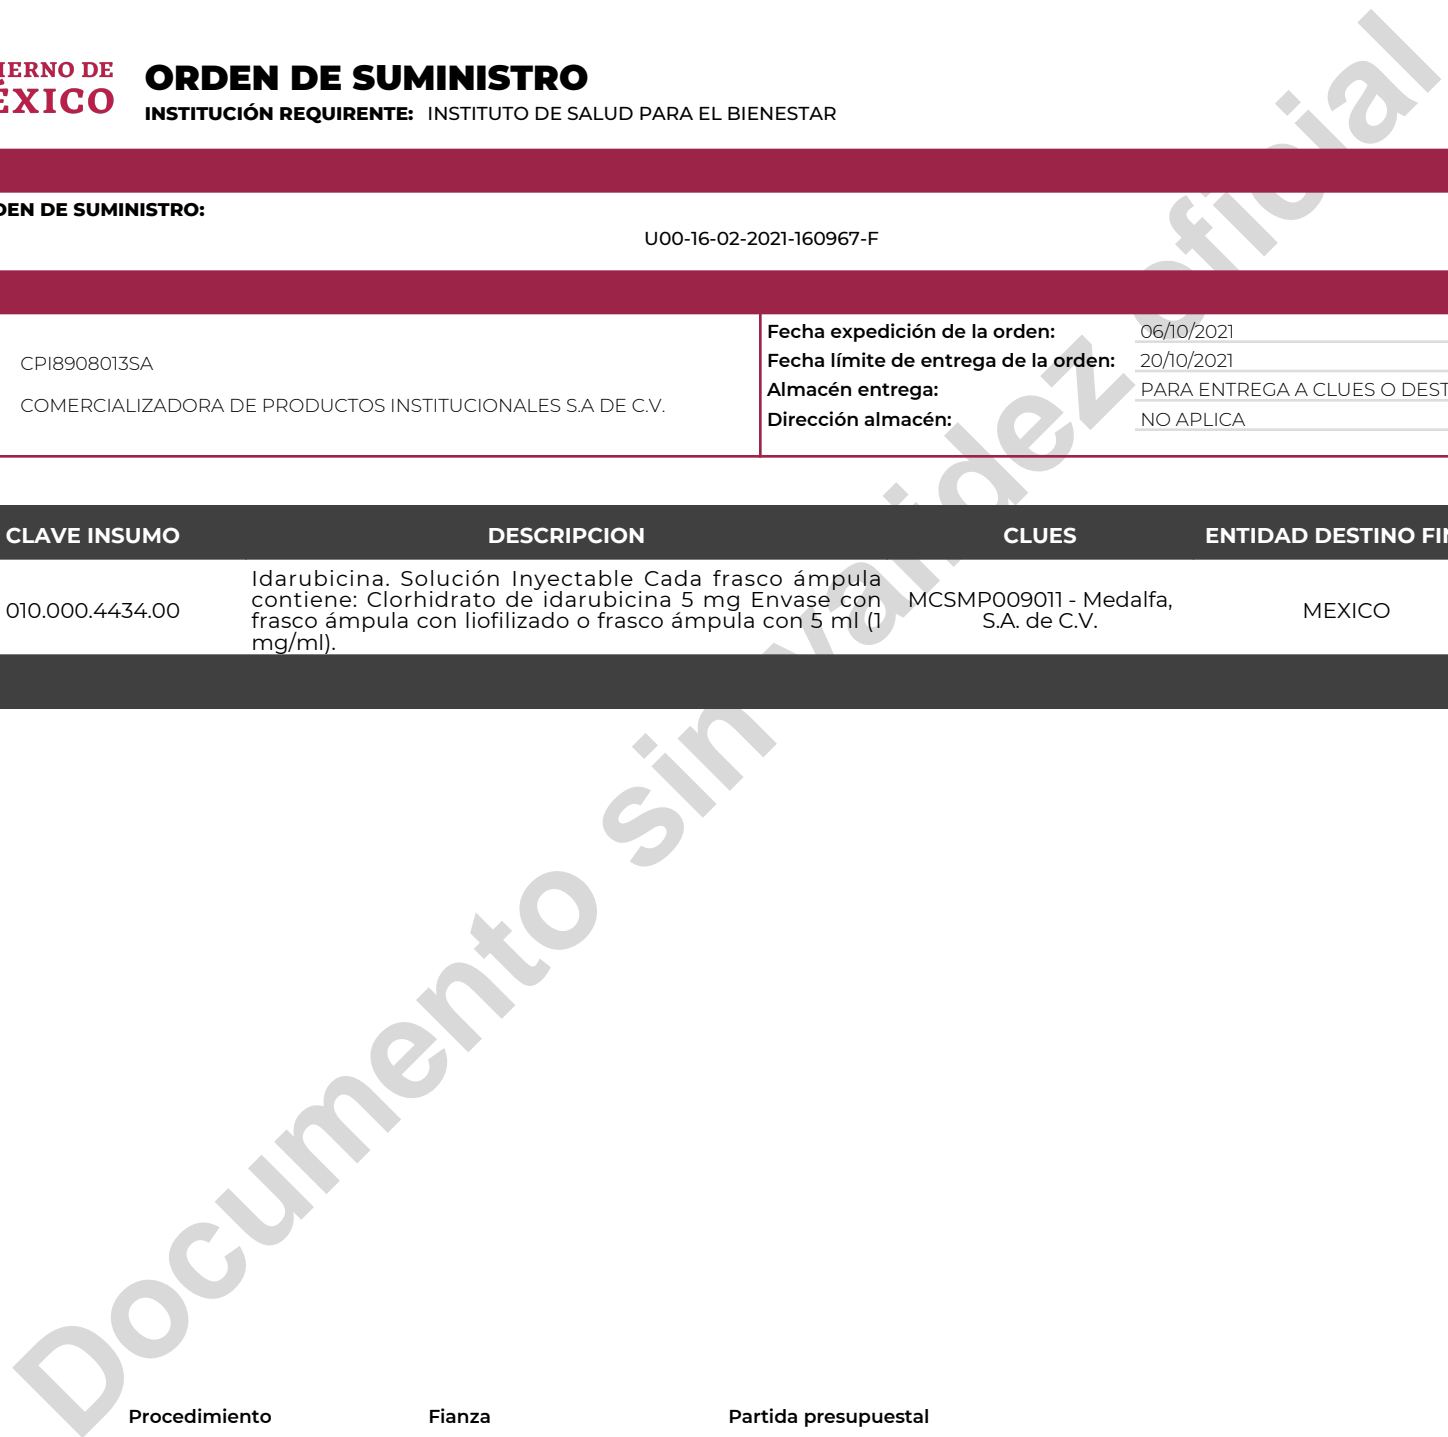 IERNO DE
ÉXICO
ORDEN DE SUMINISTRO
INSTITUCIÓN REQUIRENTE: INSTITUTO DE SALUD PARA EL BIENESTAR
DEN DE SUMINISTRO:
U00-16-02-2021-160967-F
CPI8908013SA
COMERCIALIZADORA DE PRODUCTOS INSTITUCIONALES S.A DE C.V.
Fecha expedición de la orden: 06/10/2021
Fecha límite de entrega de la orden: 20/10/2021
Almacén entrega: PARA ENTREGA A CLUES O DEST
Dirección almacén: NO APLICA
CLAVE INSUMO DESCRIPCION CLUES ENTIDAD DESTINO FIN
010.000.4434.00
Idarubicina. Solución Inyectable Cada frasco ámpula
contiene: Clorhidrato de idarubicina 5 mg Envase con
frasco ámpula con liofilizado o frasco ámpula con 5 ml (1
mg/ml).
MCSMP009011 - Medalfa,
S.A. de C.V.
MEXICO
Documento sin validez oficial
Procedimiento Fianza Partida presupuestal